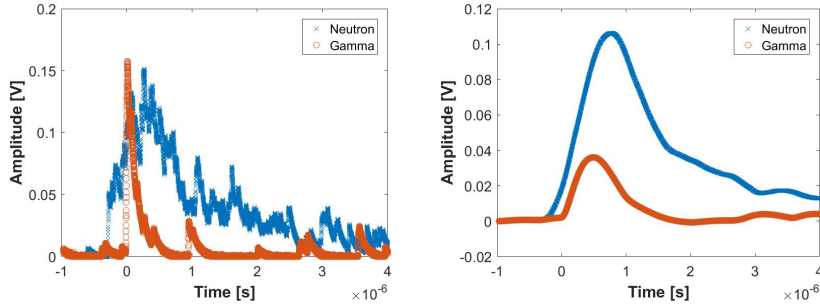 0.2
0.15
0.1
0.05
0
Amplitude [V]
Neutron
Gamma
-1 0 1 2 3 4
Time [s]
×10⁻⁶
0.12
0.1
0.08
0.06
0.04
0.02
0
-0.02
Amplitude [V]
Neutron
Gamma
-1 0 1 2 3 4
Time [s]
×10⁻⁶